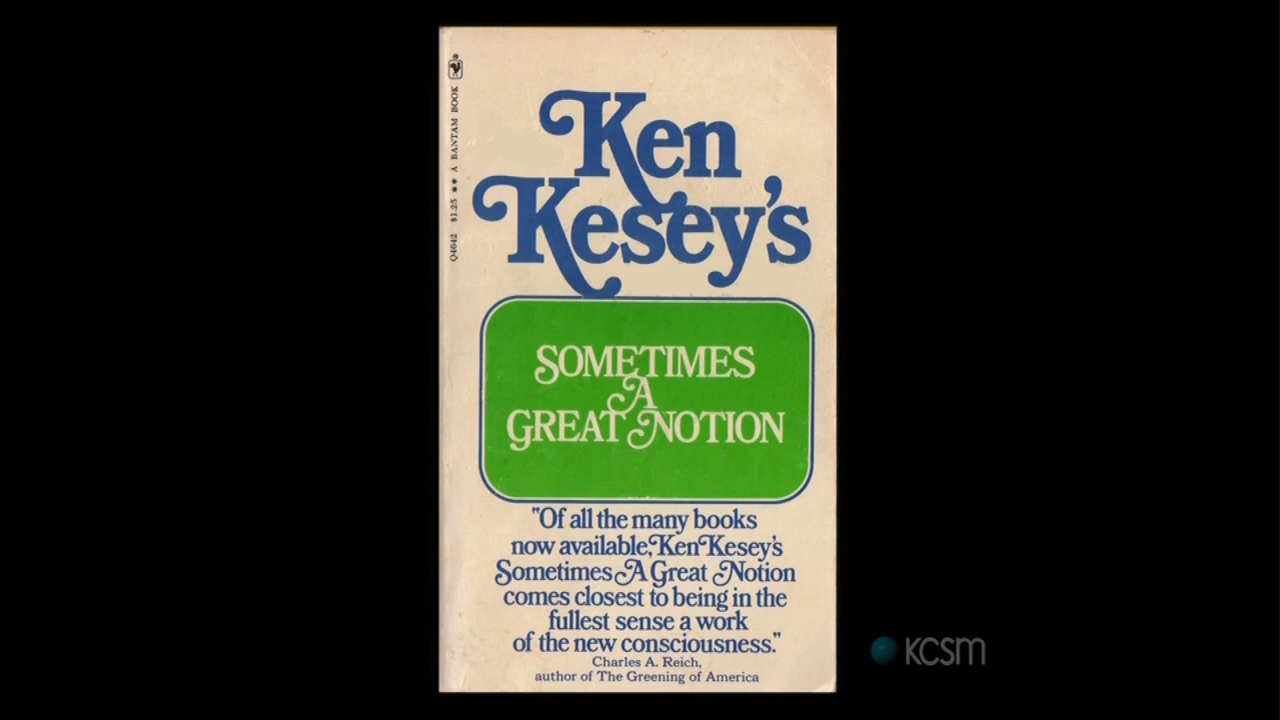 Q4642 $1.25 ★★ A BANTAM BOOK
Ken
Kesey's
SOMETIMES
A
GREAT NOTION
"Of all the many books
now available, Ken Kesey's
Sometimes A Great Notion
comes closest to being in the
fullest sense a work
of the new consciousness."
Charles A. Reich,
author of The Greening of America
KCSM